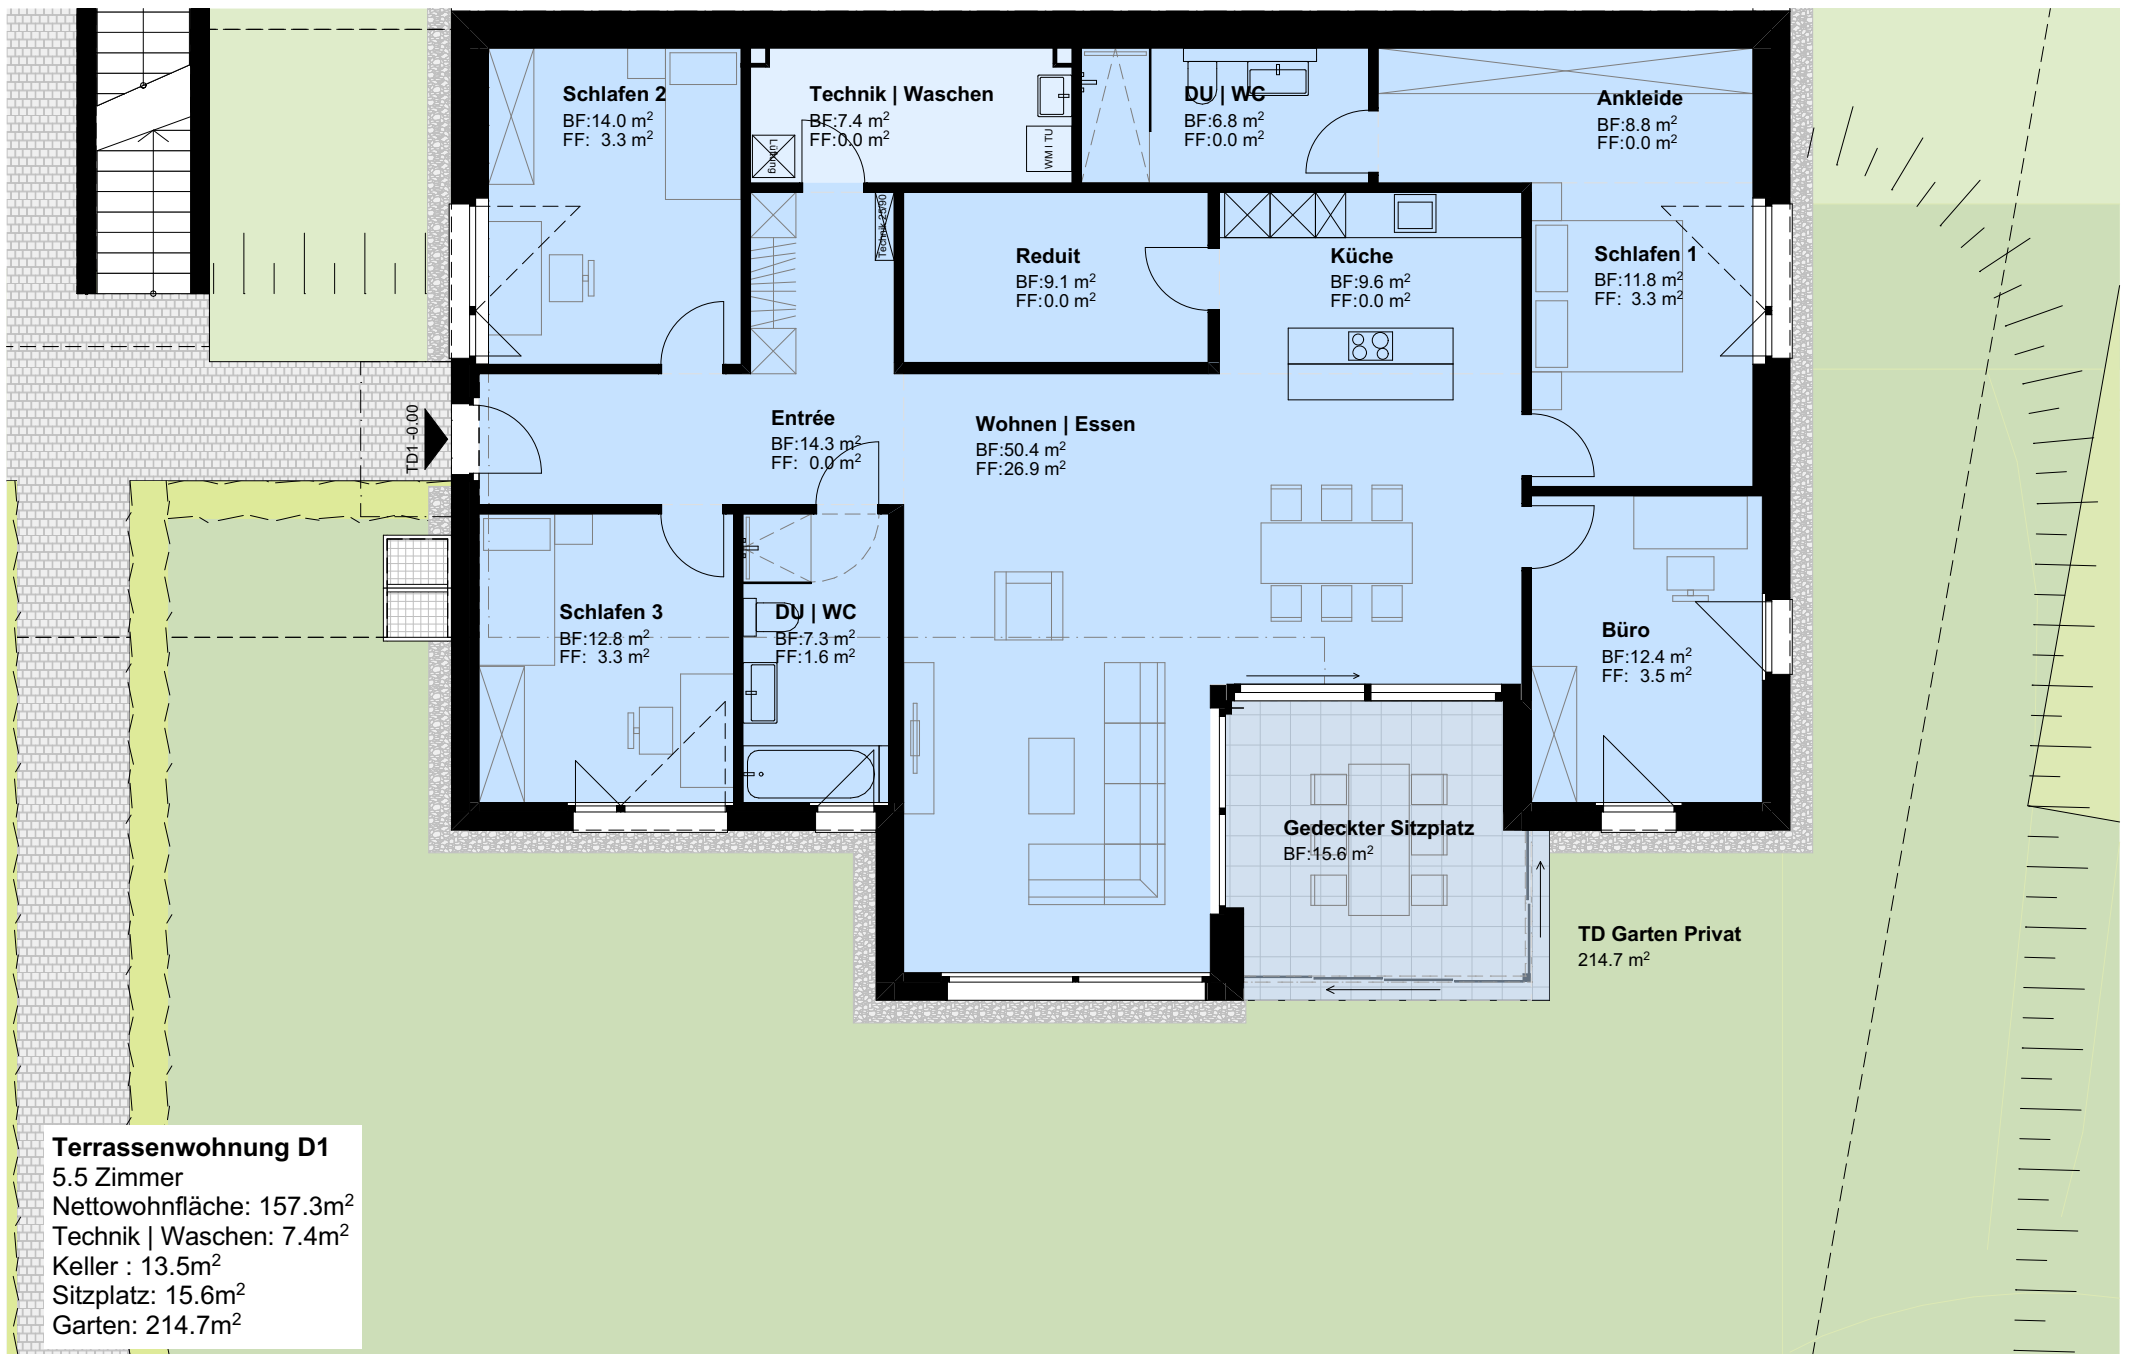 Schlafen 2
BF:14.0 m²
FF: 3.3 m²
Technik | Waschen
BF:7.4 m²
FF:0.0 m²
Lüftung
WM I TU
DU | WC
BF:6.8 m²
FF:0.0 m²
Ankleide
BF:8.8 m²
FF:0.0 m²
Technik 25/90
Reduit
BF:9.1 m²
FF:0.0 m²
Küche
BF:9.6 m²
FF:0.0 m²
Schlafen 1
BF:11.8 m²
FF: 3.3 m²
TD1 -0.00
Entrée
BF:14.3 m²
FF: 0.0 m²
Wohnen | Essen
BF:50.4 m²
FF:26.9 m²
Schlafen 3
BF:12.8 m²
FF: 3.3 m²
DU | WC
BF:7.3 m²
FF:1.6 m²
Büro
BF:12.4 m²
FF: 3.5 m²
Gedeckter Sitzplatz
BF:15.6 m²
TD Garten Privat
214.7 m²
Terrassenwohnung D1
5.5 Zimmer
Nettowohnfläche: 157.3m²
Technik | Waschen: 7.4m²
Keller : 13.5m²
Sitzplatz: 15.6m²
Garten: 214.7m²